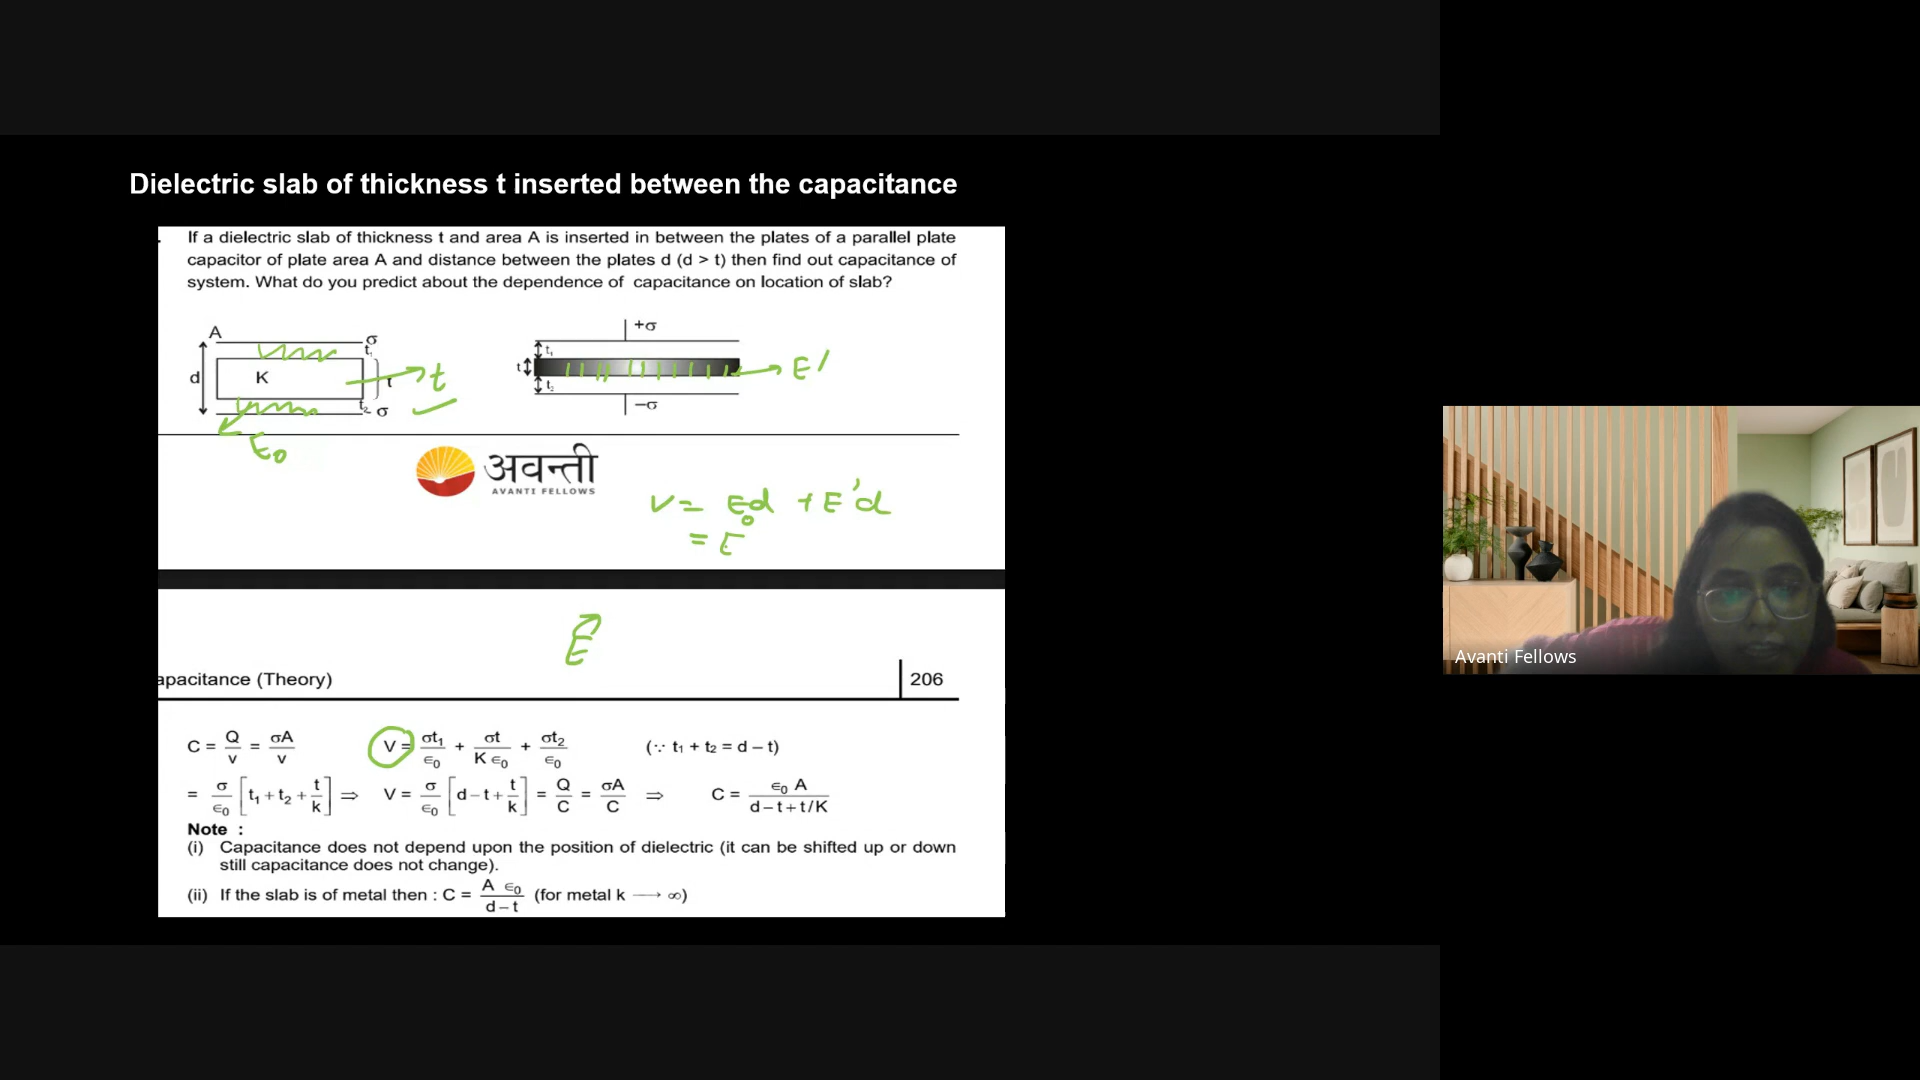 Dielectric slab of thickness t inserted between the capacitance
If a dielectric slab of thickness t and area A is inserted in between the plates of a parallel plate
capacitor of plate area A and distance between the plates d (d > t) then find out capacitance of
system. What do you predict about the dependence of capacitance on location of slab?
A
σ
t₁
d
K
t
t₂ σ
t
E₀
+σ
t₁
t
t₂
−σ
E'
अवन्ती
AVANTI FELLOWS
V = E₀d + E'd
= E
E
apacitance (Theory) 206
C = Q/v = σA/v V = σt₁/∈₀ + σt/K∈₀ + σt₂/∈₀ (∵ t₁ + t₂ = d – t)
= σ/∈₀ [t₁ + t₂ + t/k] ⇒ V = σ/∈₀ [d – t + t/k] = Q/C = σA/C ⇒ C = ∈₀ A/d – t + t/K
Note :
(i) Capacitance does not depend upon the position of dielectric (it can be shifted up or down
still capacitance does not change).
(ii) If the slab is of metal then : C = A ∈₀/d – t (for metal k ⟶ ∞)
Avanti Fellows